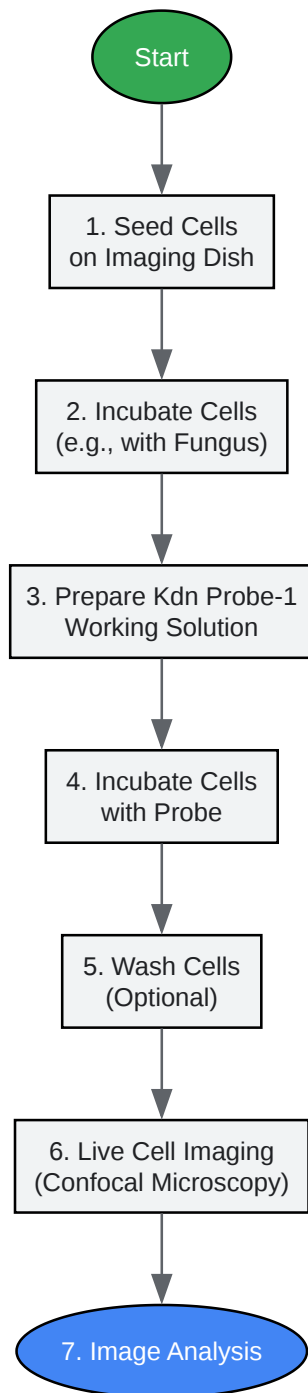 Start
1. Seed Cells
on Imaging Dish
2. Incubate Cells
(e.g., with Fungus)
3. Prepare Kdn Probe-1
Working Solution
4. Incubate Cells
with Probe
5. Wash Cells
(Optional)
6. Live Cell Imaging
(Confocal Microscopy)
7. Image Analysis